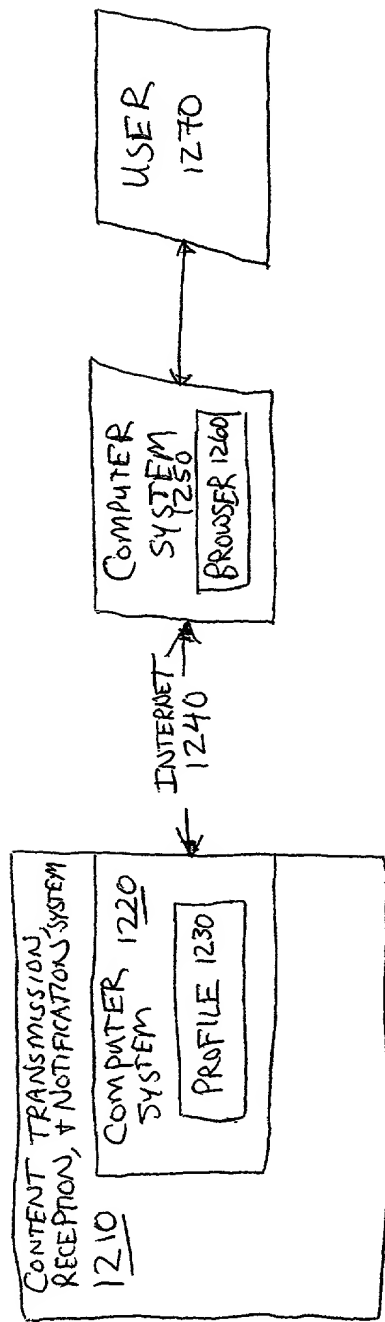 CONTENT TRANSMISSION,
RECEPTION, + NOTIFICATION SYSTEM
1210
COMPUTER 1220
SYSTEM
PROFILE 1230
INTERNET
1240
COMPUTER
SYSTEM
1250
BROWSER 1260
USER
1270